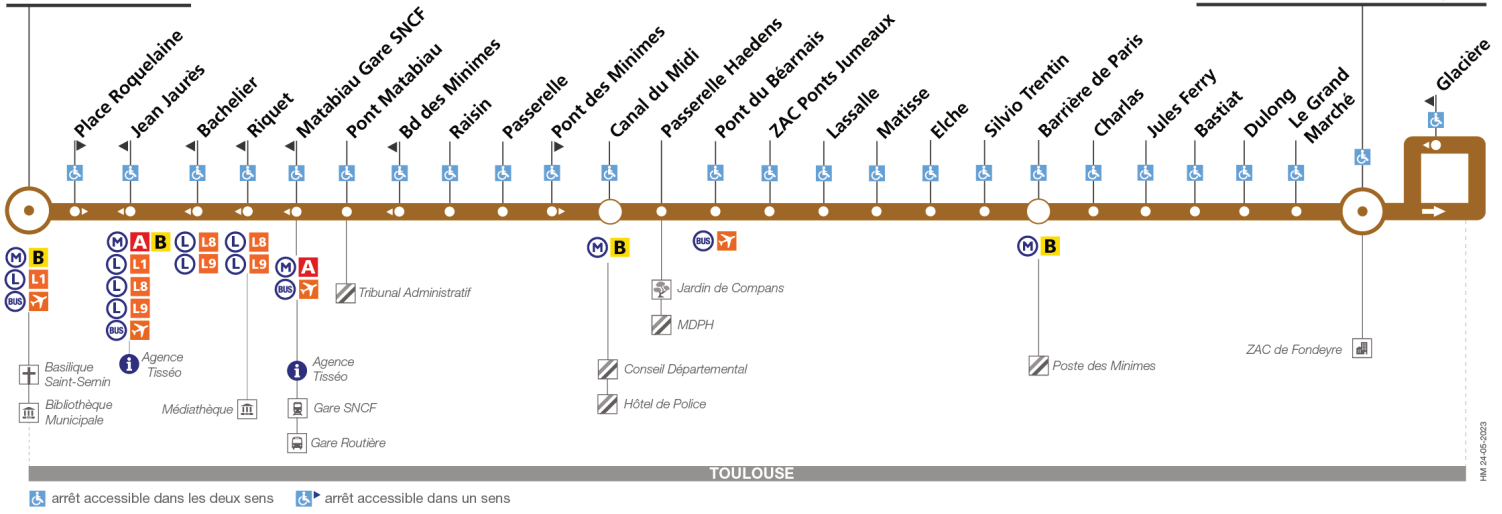 Place Roquelaine
Jean Jaurès
Bachelier
Riquet
Matabiau Gare SNCF
Pont Matabiau
Bd des Minimes
Raisin
Passerelle
Pont des Minimes
Canal du Midi
Passerelle Haedens
Pont du Béarnais
ZAC Ponts Jumeaux
Lassalle
Matisse
Elche
Silvio Trentin
Barrière de Paris
Charlas
Jules Ferry
Bastiat
Dulong
Le Grand
Marché
Glacière
M B
L L1
BUS
M A B
L L1
L L8
L L9
BUS
L L8
L L9
L L8
L L9
M A
BUS
M B
BUS
M B
Basilique
Saint-Sernin
Bibliothèque
Municipale
i Agence
Tisséo
Médiathèque
i Agence
Tisséo
Gare SNCF
Gare Routière
Tribunal Administratif
Conseil Départemental
Hôtel de Police
Jardin de Compans
MDPH
Poste des Minimes
ZAC de Fondeyre
TOULOUSE
HM 24-05-2023
arrêt accessible dans les deux sens
arrêt accessible dans un sens